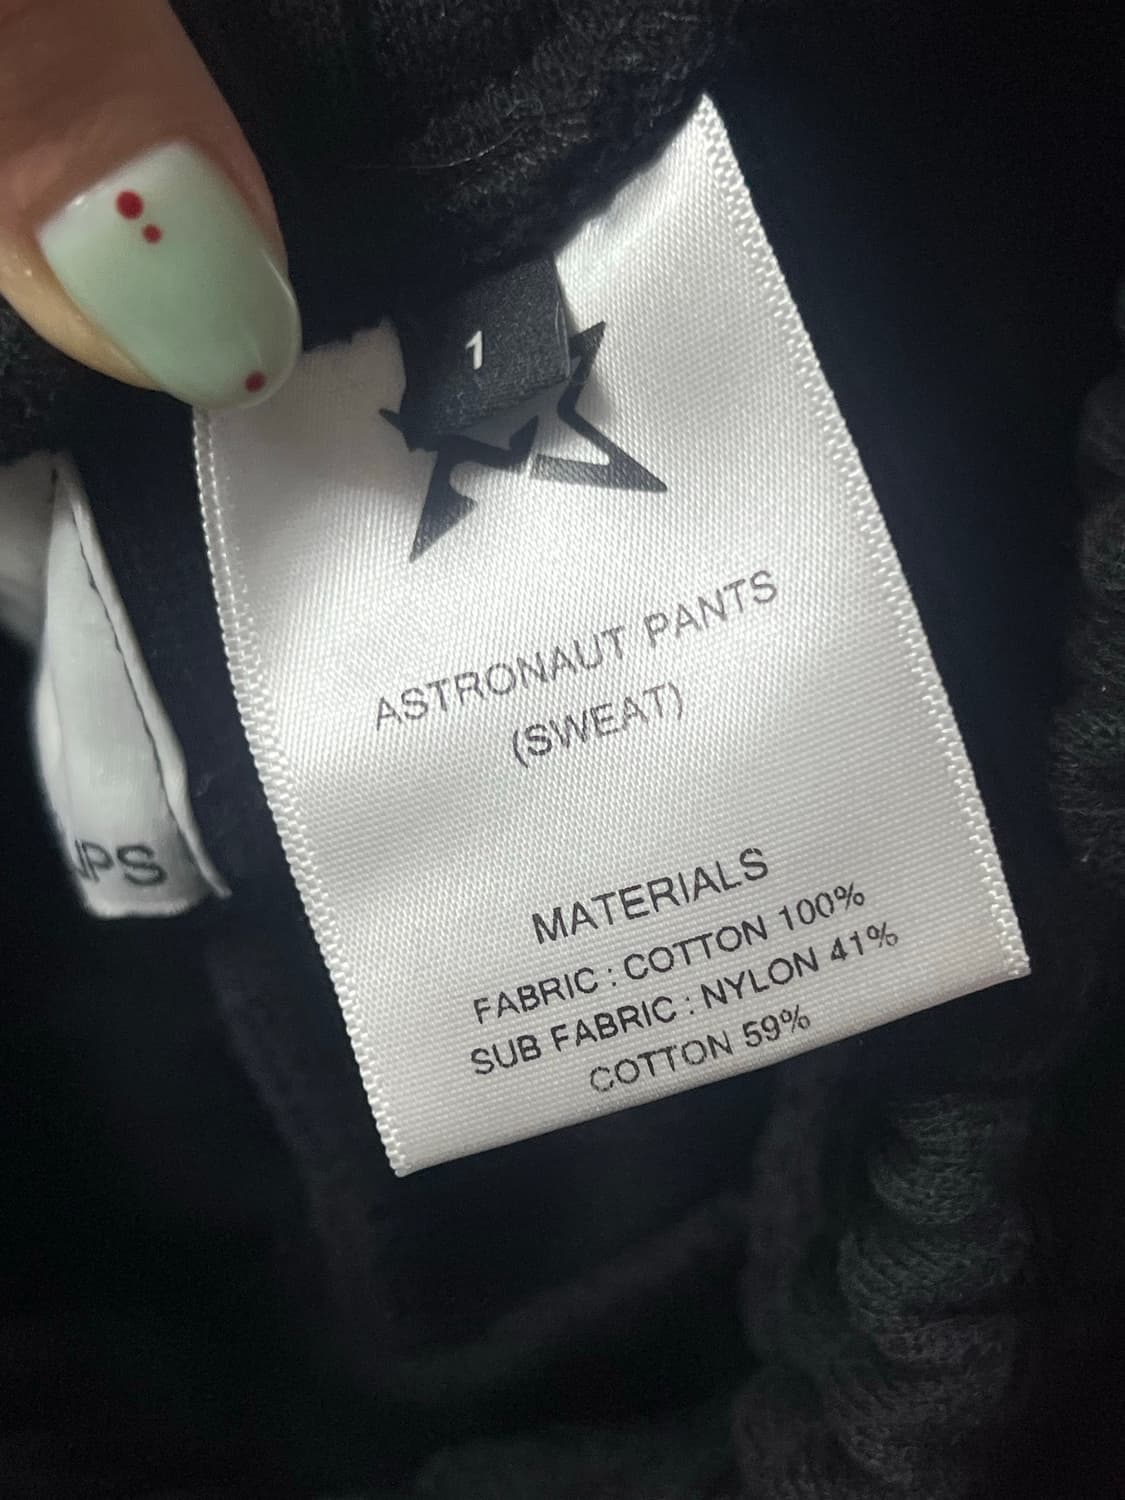 1
ASTRONAUT PANTS
(SWEAT)
MATERIALS
FABRIC : COTTON 100%
SUB FABRIC : NYLON 41%
COTTON 59%